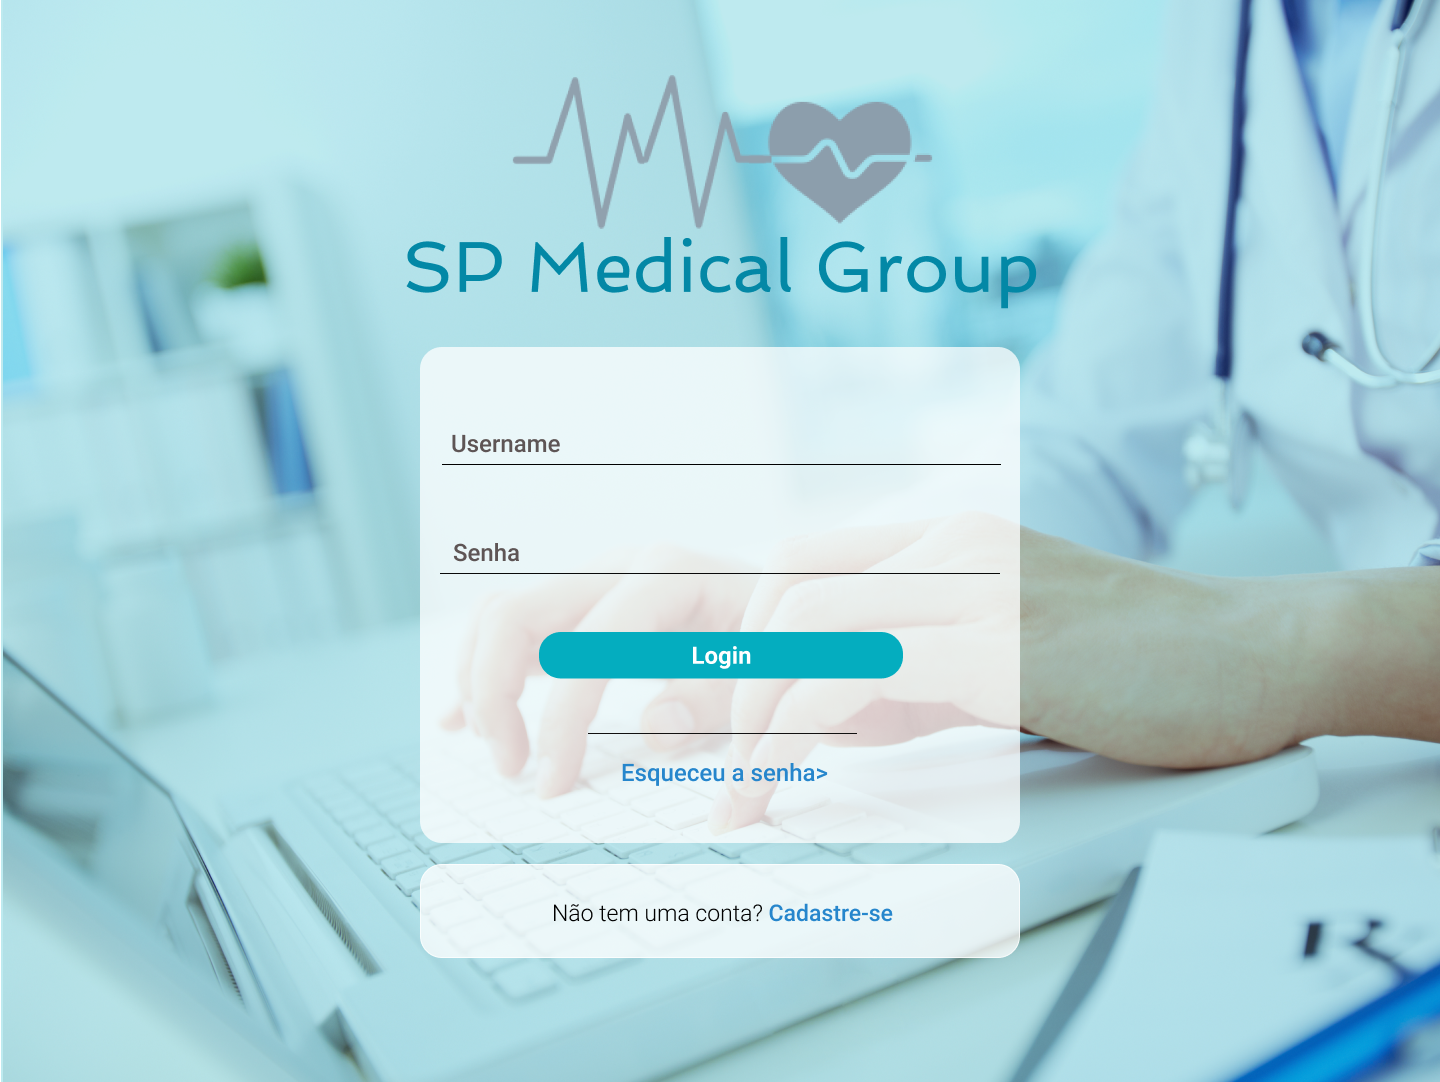 SP Medical Group
Username
Senha
Login
Esqueceu a senha>
Não tem uma conta? Cadastre-se